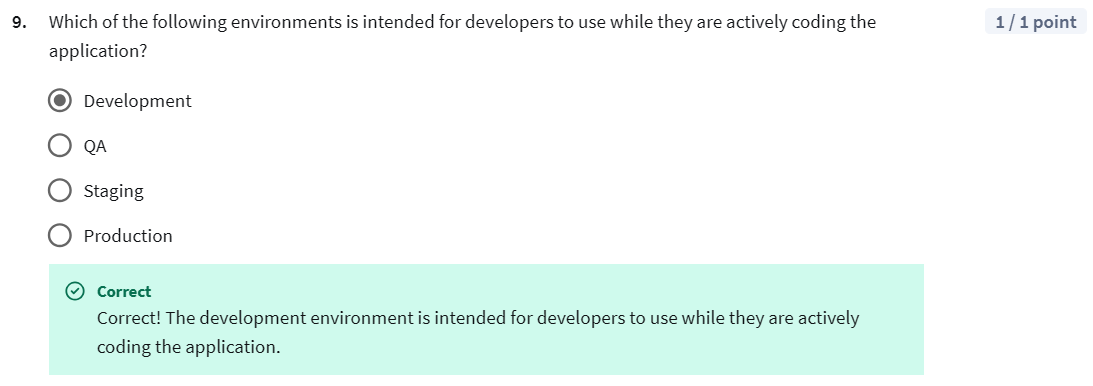 9. Which of the following environments is intended for developers to use while they are actively coding the 1 / 1 point
application?
Development
QA
Staging
Production
Correct
Correct! The development environment is intended for developers to use while they are actively
coding the application.